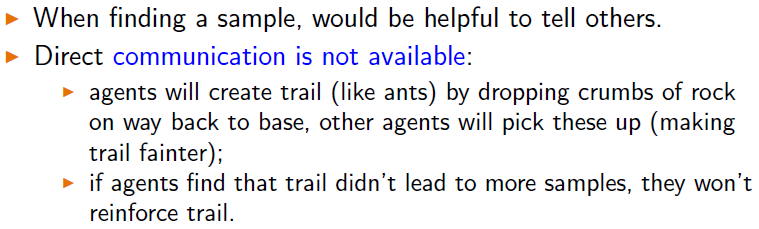 When finding a sample, would be helpful to tell others.
Direct communication is not available:
agents will create trail (like ants) by dropping crumbs of rock
on way back to base, other agents will pick these up (making
trail fainter);
if agents find that trail didn't lead to more samples, they won't
reinforce trail.